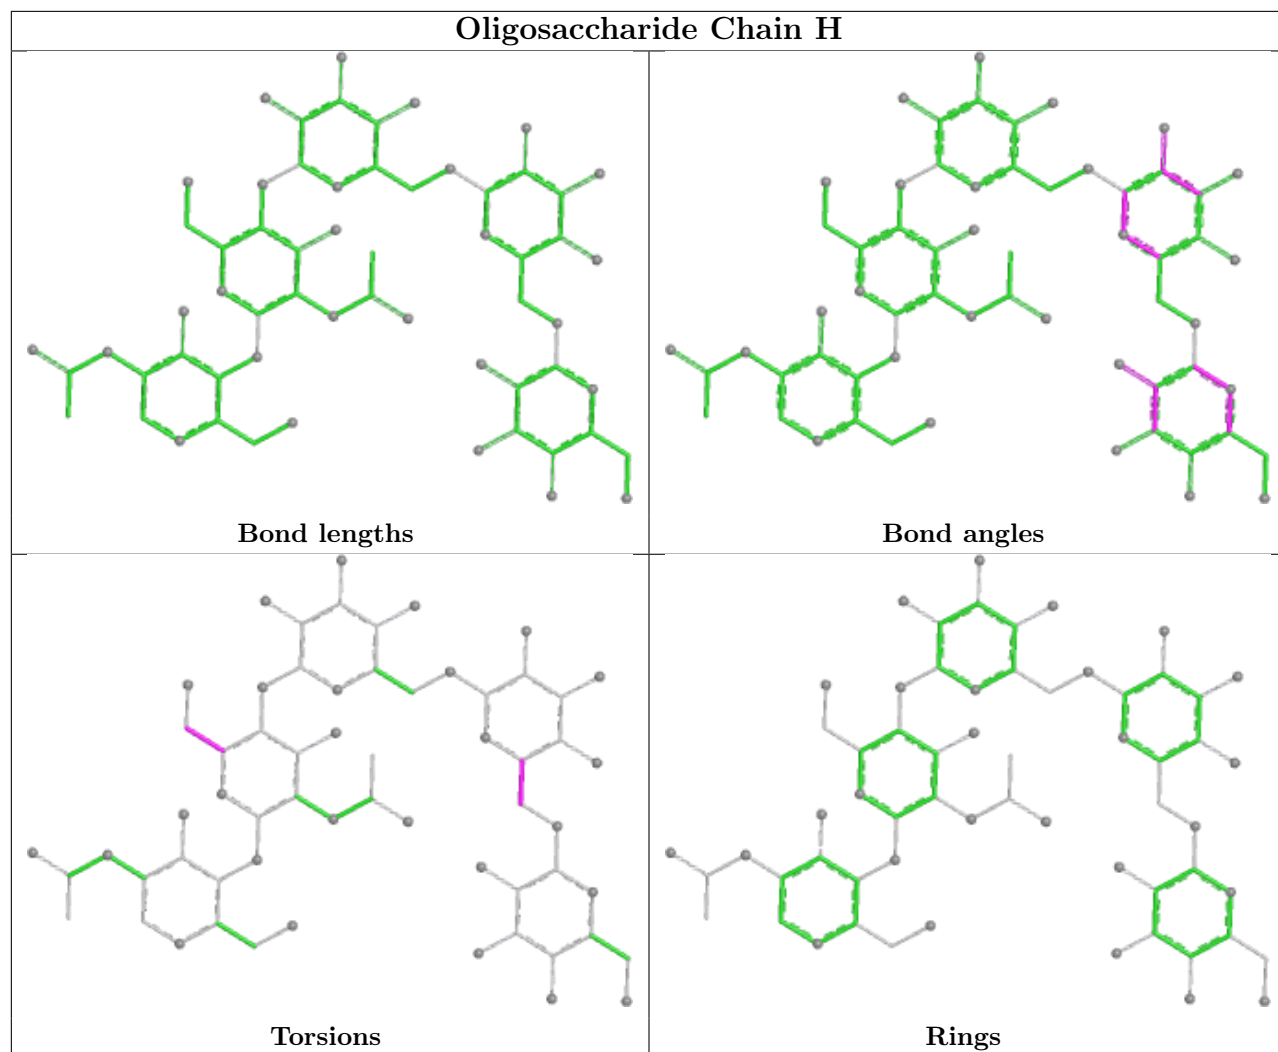 Oligosaccharide Chain H
Bond lengths
Bond angles
Torsions
Rings